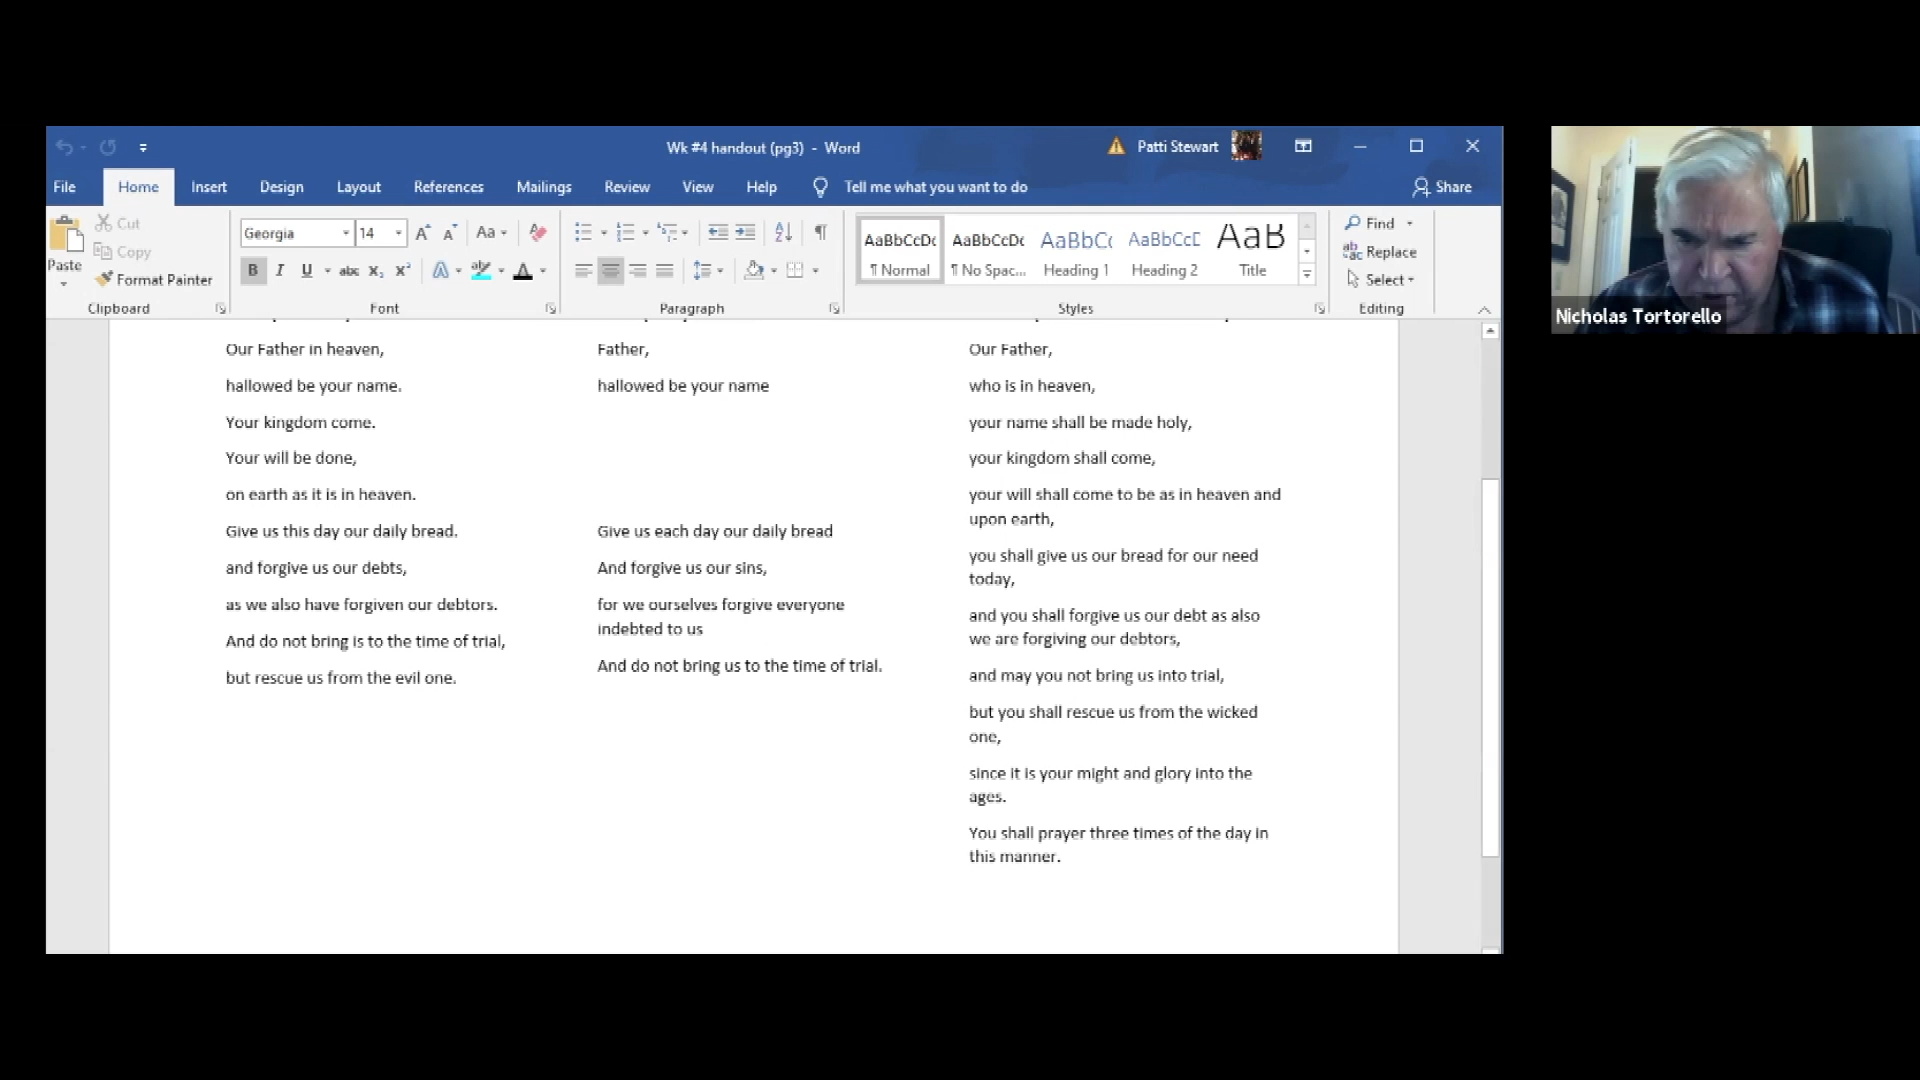 Wk #4 handout (pg3) - Word
Patti Stewart
File Home Insert Design Layout References Mailings Review View Help Tell me what you want to do Share
Paste
Cut
Copy
Format Painter
Clipboard
Georgia 14
Aa
B I U abc X₂ X² A aby A
Font
Paragraph
AaBbCcDc AaBbCcDc AaBbCc AaBbCcD AaB
¶ Normal ¶ No Spac... Heading 1 Heading 2 Title
Styles
Find
Replace
Select
Editing
Our Father in heaven,
hallowed be your name.
Your kingdom come.
Your will be done,
on earth as it is in heaven.
Give us this day our daily bread.
and forgive us our debts,
as we also have forgiven our debtors.
And do not bring is to the time of trial,
but rescue us from the evil one.
Father,
hallowed be your name
Give us each day our daily bread
And forgive us our sins,
for we ourselves forgive everyone
indebted to us
And do not bring us to the time of trial.
Our Father,
who is in heaven,
your name shall be made holy,
your kingdom shall come,
your will shall come to be as in heaven and
upon earth,
you shall give us our bread for our need
today,
and you shall forgive us our debt as also
we are forgiving our debtors,
and may you not bring us into trial,
but you shall rescue us from the wicked
one,
since it is your might and glory into the
ages.
You shall prayer three times of the day in
this manner.
Nicholas Tortorello